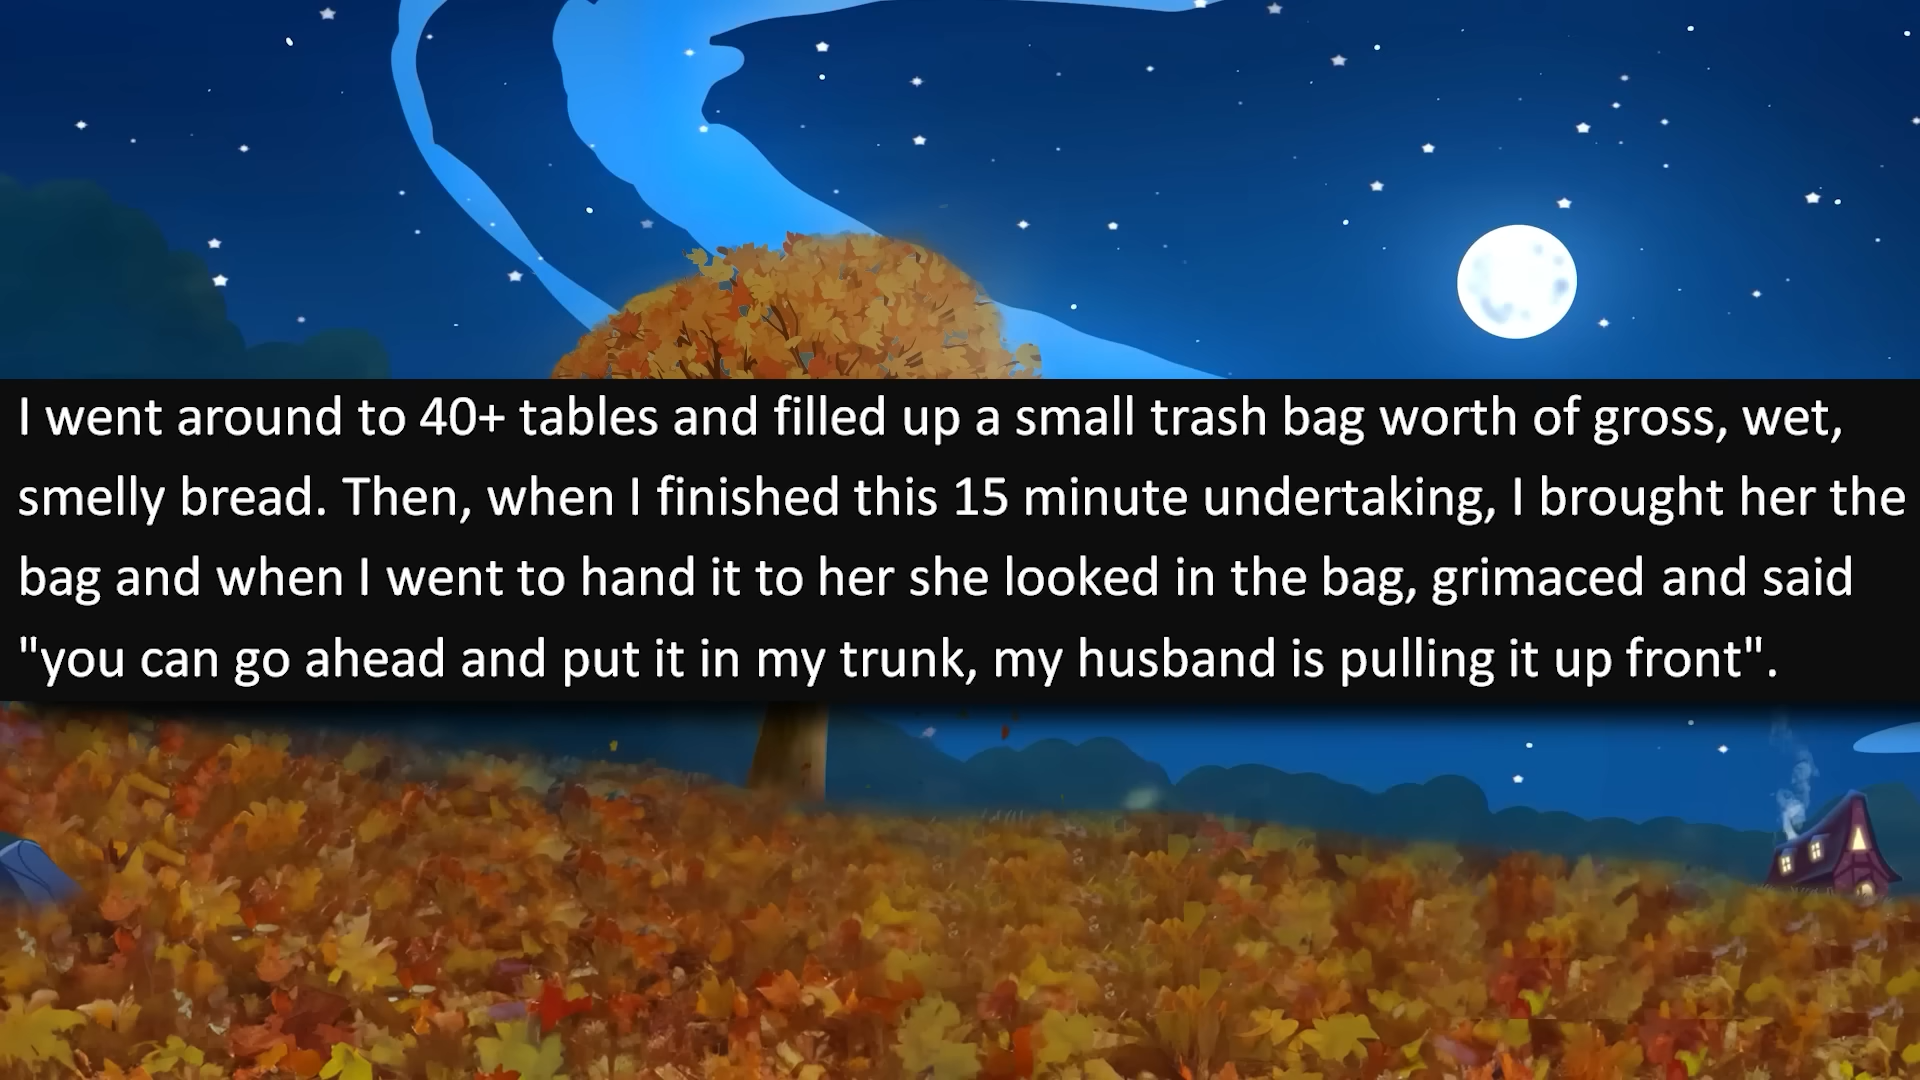 I went around to 40+ tables and filled up a small trash bag worth of gross, wet,
smelly bread. Then, when I finished this 15 minute undertaking, I brought her the
bag and when I went to hand it to her she looked in the bag, grimaced and said
"you can go ahead and put it in my trunk, my husband is pulling it up front".